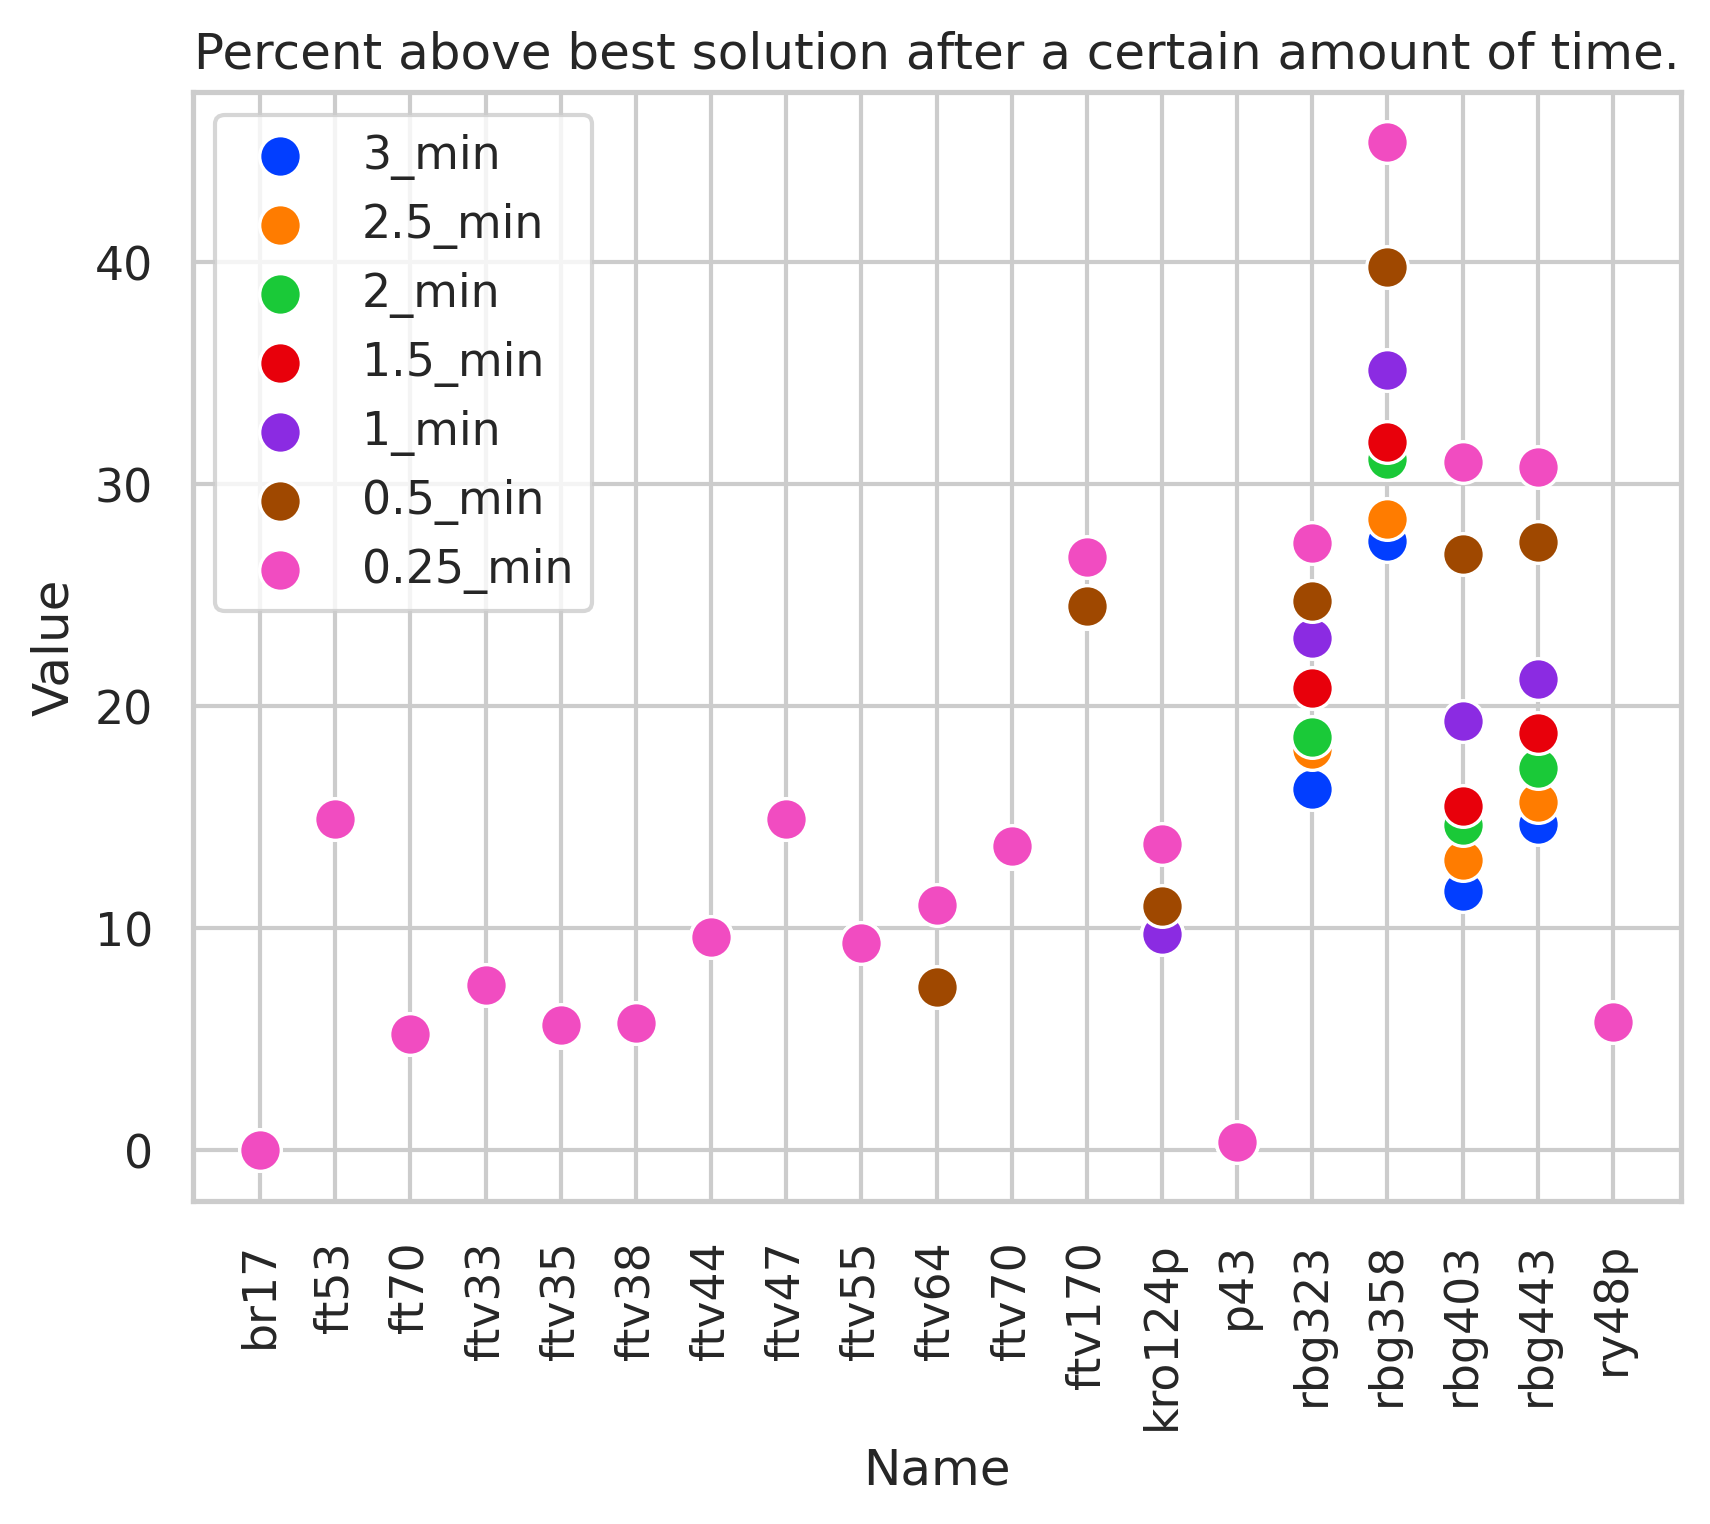 Percent above best solution after a certain amount of time.
3_min
2.5_min
2_min
1.5_min
1_min
0.5_min
0.25_min
Value
40
30
20
10
0
br17
ft53
ft70
ftv33
ftv35
ftv38
ftv44
ftv47
ftv55
ftv64
ftv70
ftv170
kro124p
p43
rbg323
rbg358
rbg403
rbg443
ry48p
Name